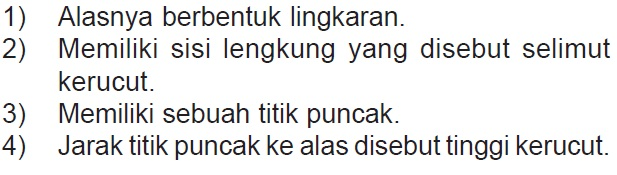 1) Alasnya berbentuk lingkaran.
2) Memiliki sisi lengkung yang disebut selimut
kerucut.
3) Memiliki sebuah titik puncak.
4) Jarak titik puncak ke alas disebut tinggi kerucut.